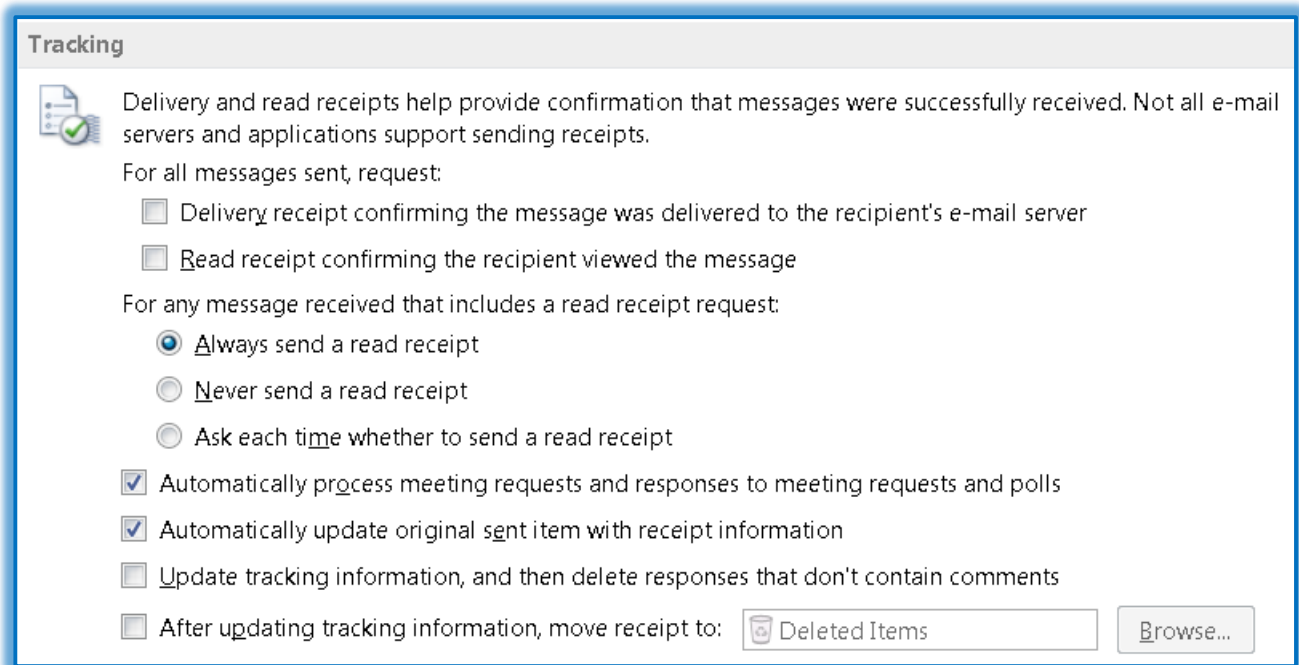 Tracking
Delivery and read receipts help provide confirmation that messages were successfully received. Not all e-mail
servers and applications support sending receipts.
For all messages sent, request:
Delivery receipt confirming the message was delivered to the recipient's e-mail server
Read receipt confirming the recipient viewed the message
For any message received that includes a read receipt request:
Always send a read receipt
Never send a read receipt
Ask each time whether to send a read receipt
Automatically process meeting requests and responses to meeting requests and polls
Automatically update original sent item with receipt information
Update tracking information, and then delete responses that don't contain comments
After updating tracking information, move receipt to: Deleted Items Browse...